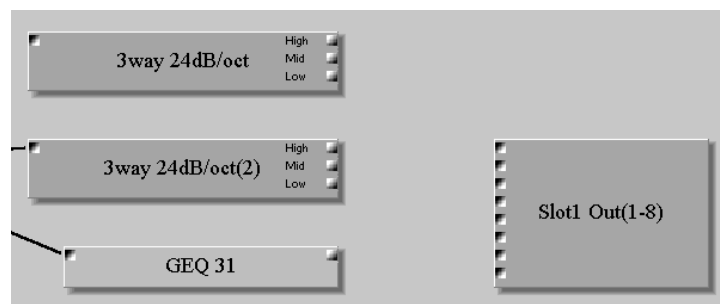 High
3way 24dB/oct
Mid
Low
High
3way 24dB/oct(2)
Mid
Low
Slot1 Out(1-8)
GEQ 31